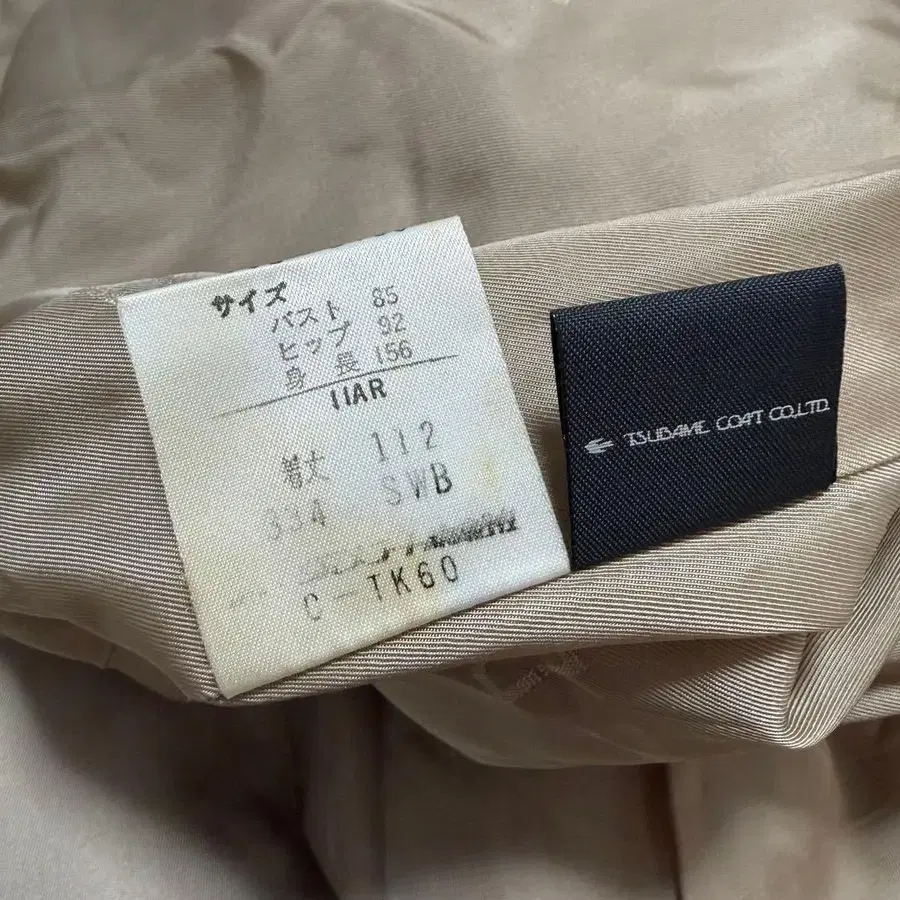 サイズ
バスト 85
ヒップ 92
身長 156
11AR
着丈 112
334 SWB
C-TK60
TSUBAME COAT CO.,LTD.